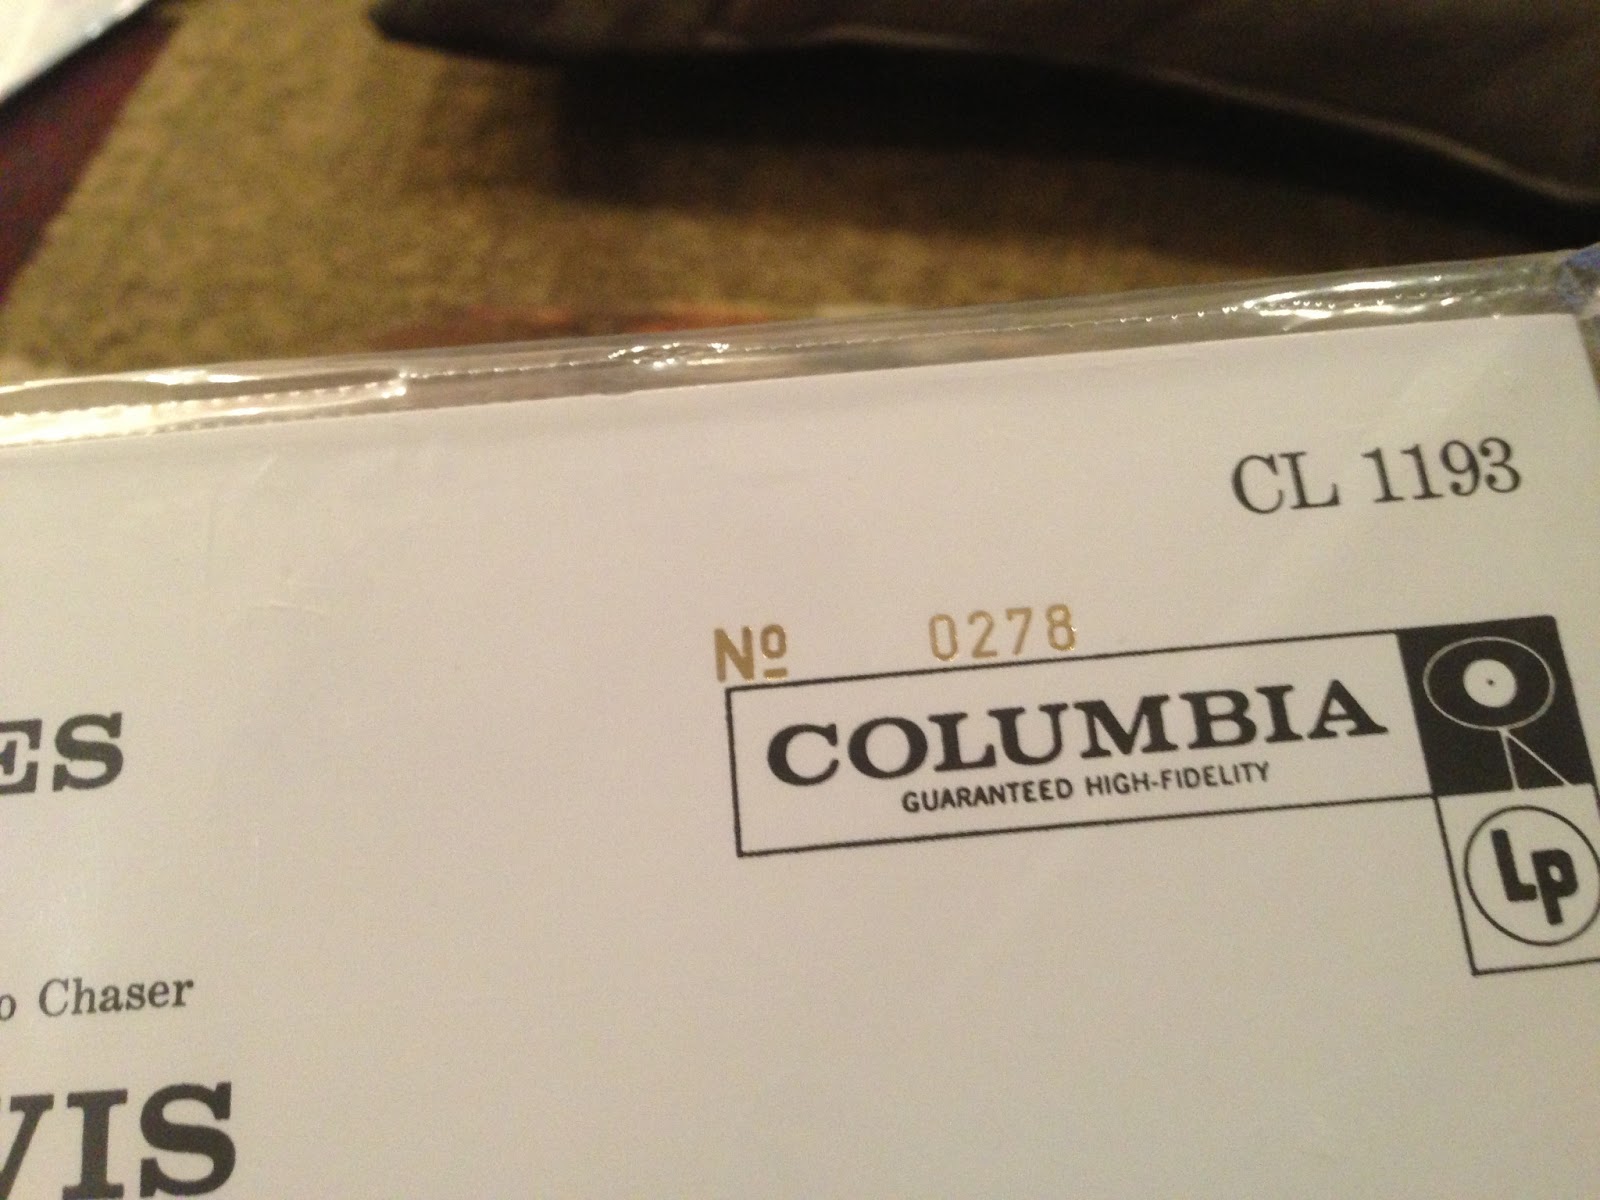 CL 1193
Nº 0278
COLUMBIA
GUARANTEED HIGH-FIDELITY
Lp
ES
o Chaser
VIS